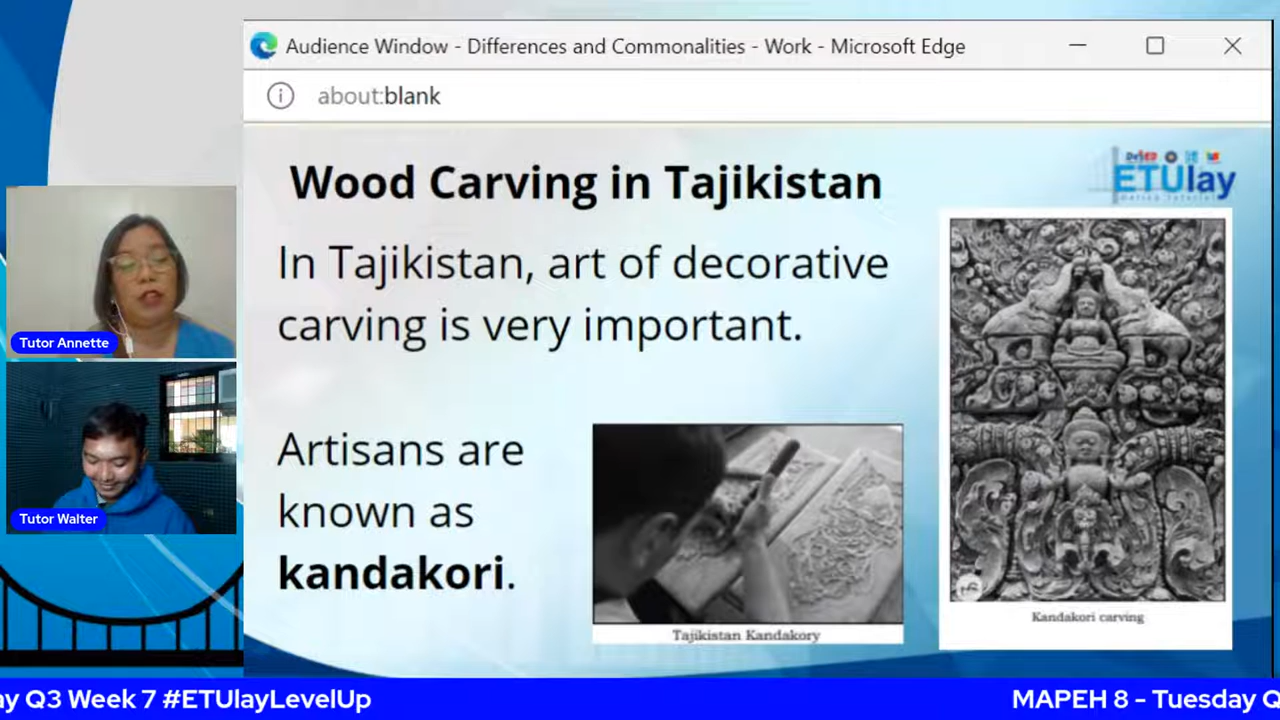 Audience Window - Differences and Commonalities - Work - Microsoft Edge
about:blank
Wood Carving in Tajikistan
DepED
ETUlay
In Tajikistan, art of decorative
carving is very important.
Artisans are
known as
kandakori.
Tajikistan Kandakory
Kandakori carving
Tutor Annette
Tutor Walter
ay Q3 Week 7 #ETUlayLevelUp
MAPEH 8 - Tuesday Q